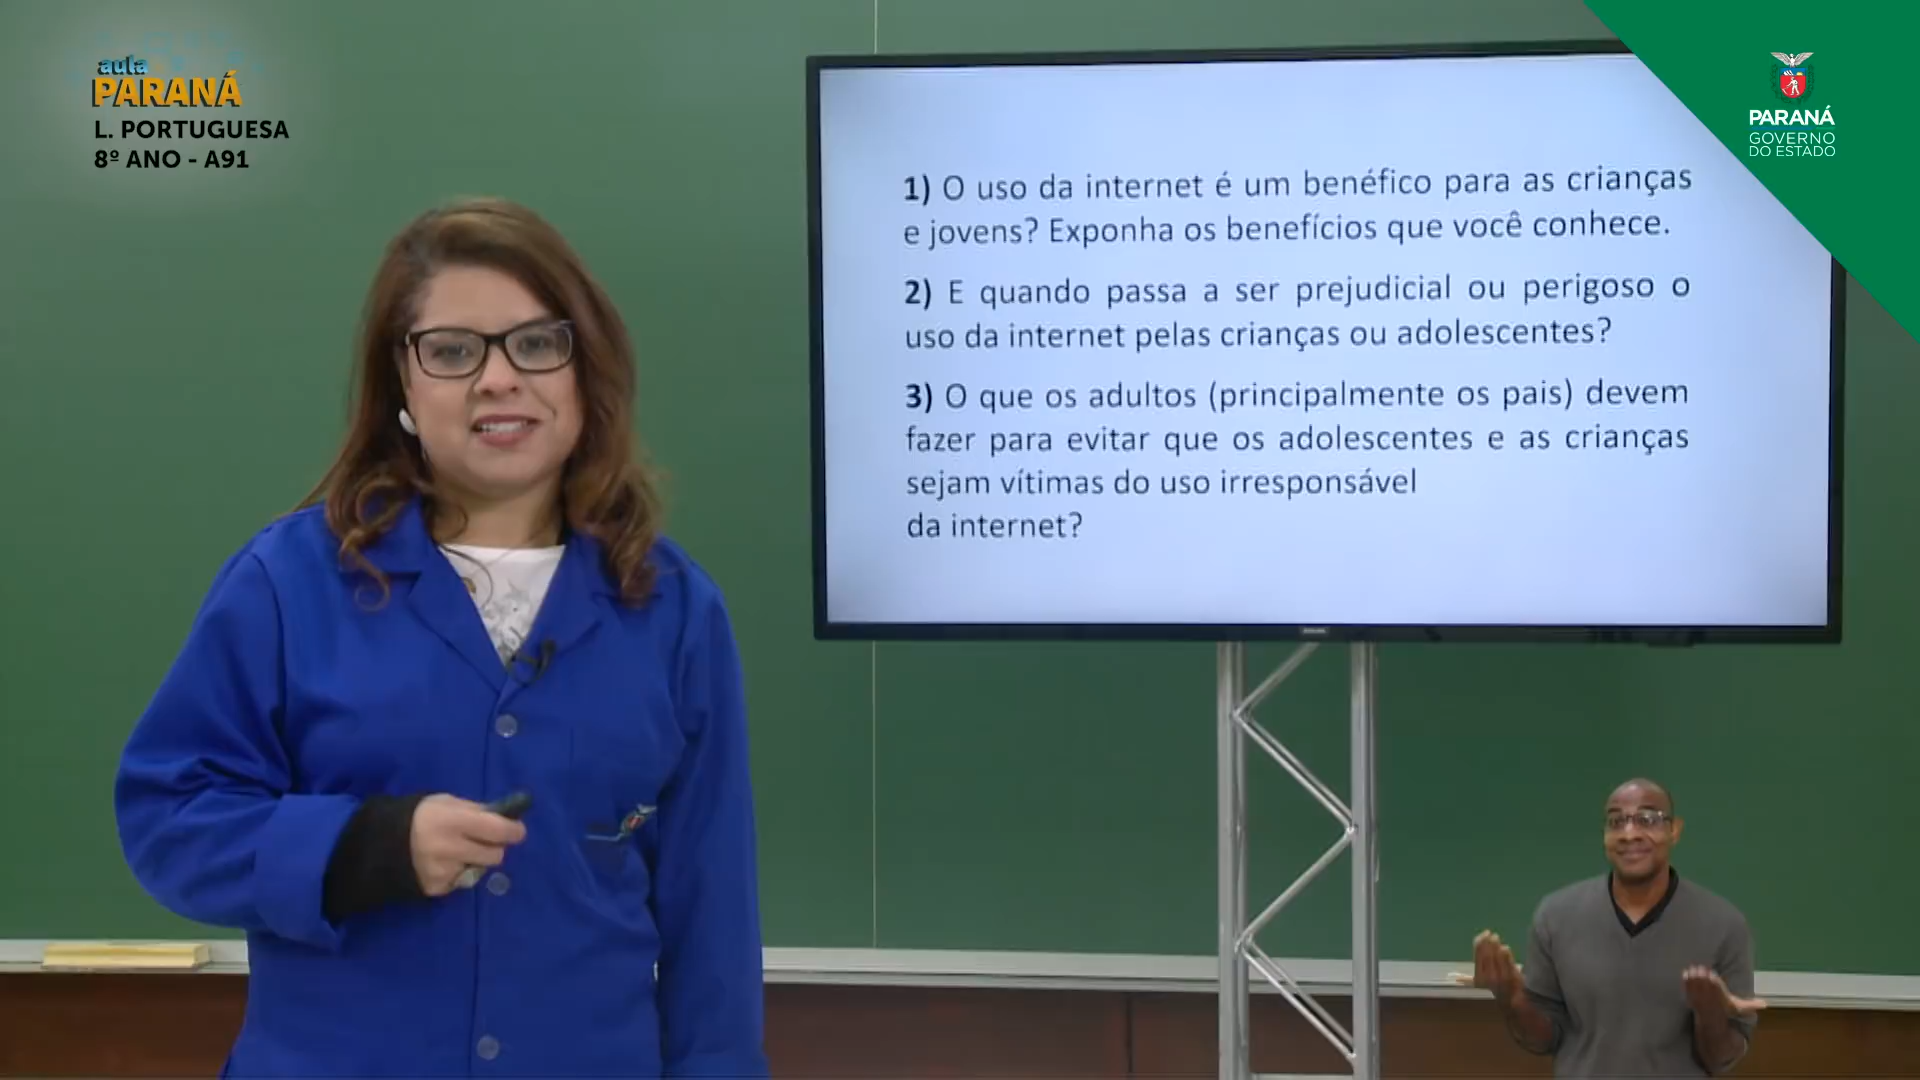 aula
PARANÁ
L. PORTUGUESA
8º ANO - A91
PARANÁ
GOVERNO
DO ESTADO
1) O uso da internet é um benéfico para as crianças
e jovens? Exponha os benefícios que você conhece.
2) E quando passa a ser prejudicial ou perigoso o
uso da internet pelas crianças ou adolescentes?
3) O que os adultos (principalmente os pais) devem
fazer para evitar que os adolescentes e as crianças
sejam vítimas do uso irresponsável
da internet?